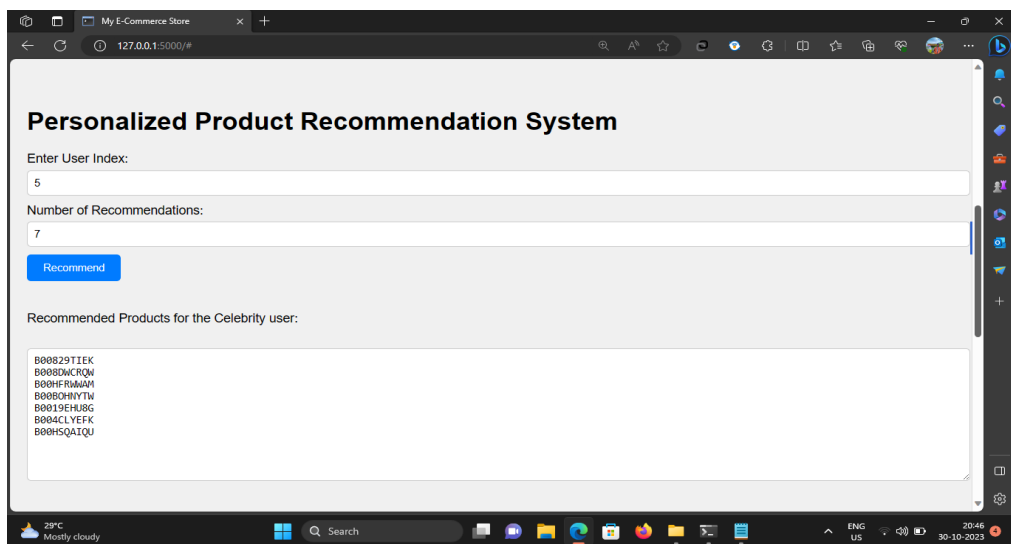 My E-Commerce Store
127.0.0.1:5000/#
Personalized Product Recommendation System
Enter User Index:
5
Number of Recommendations:
7
Recommend
Recommended Products for the Celebrity user:
B00829TIEK
B008DWCRQW
B00HFRWWAM
B00BOHNYTW
B0019EHU8G
B004CLYEFK
B00HSQAIQU
29°C
Mostly cloudy
Search
ENG
US
20:46
30-10-2023
4